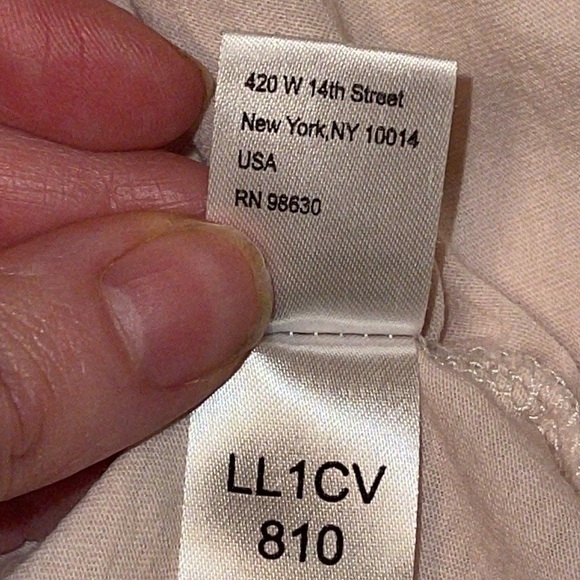 420 W 14th Street
New York,NY 10014
USA
RN 98630
LL1CV
810